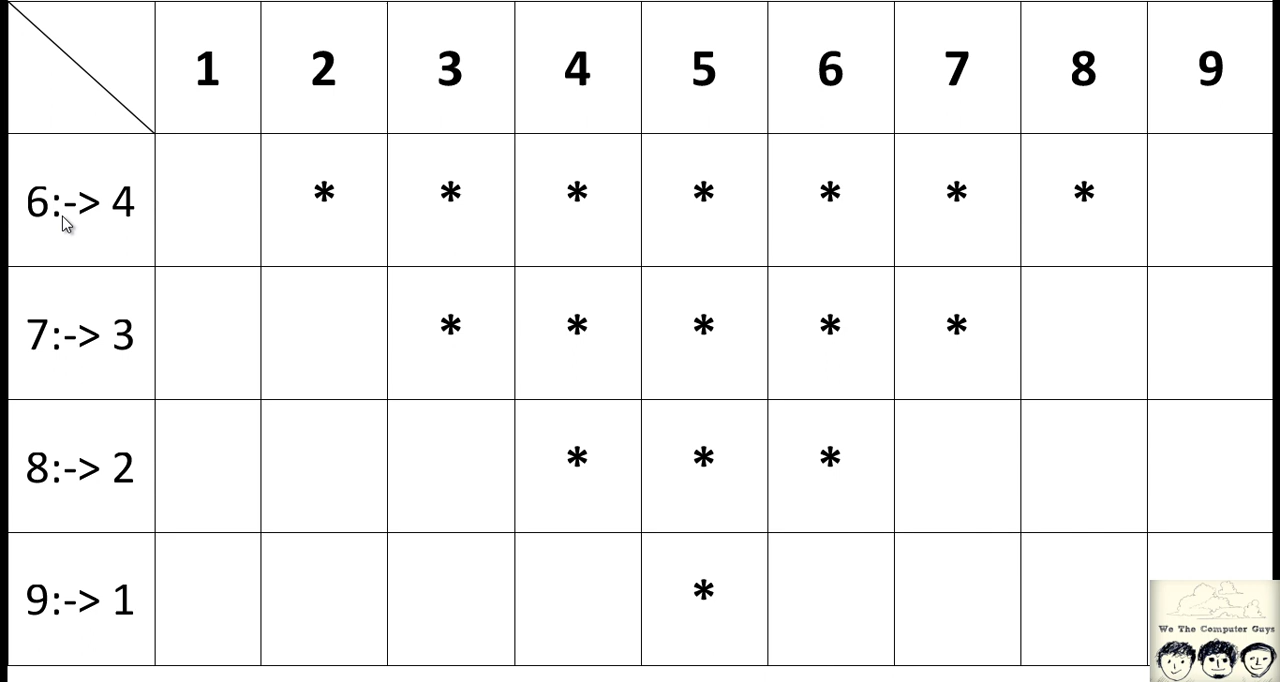 1 2 3 4 5 6 7 8 9
6:-> 4 * * * * * * *
7:-> 3 * * * * *
8:-> 2 * * *
9:-> 1 *
We The Computer Guys